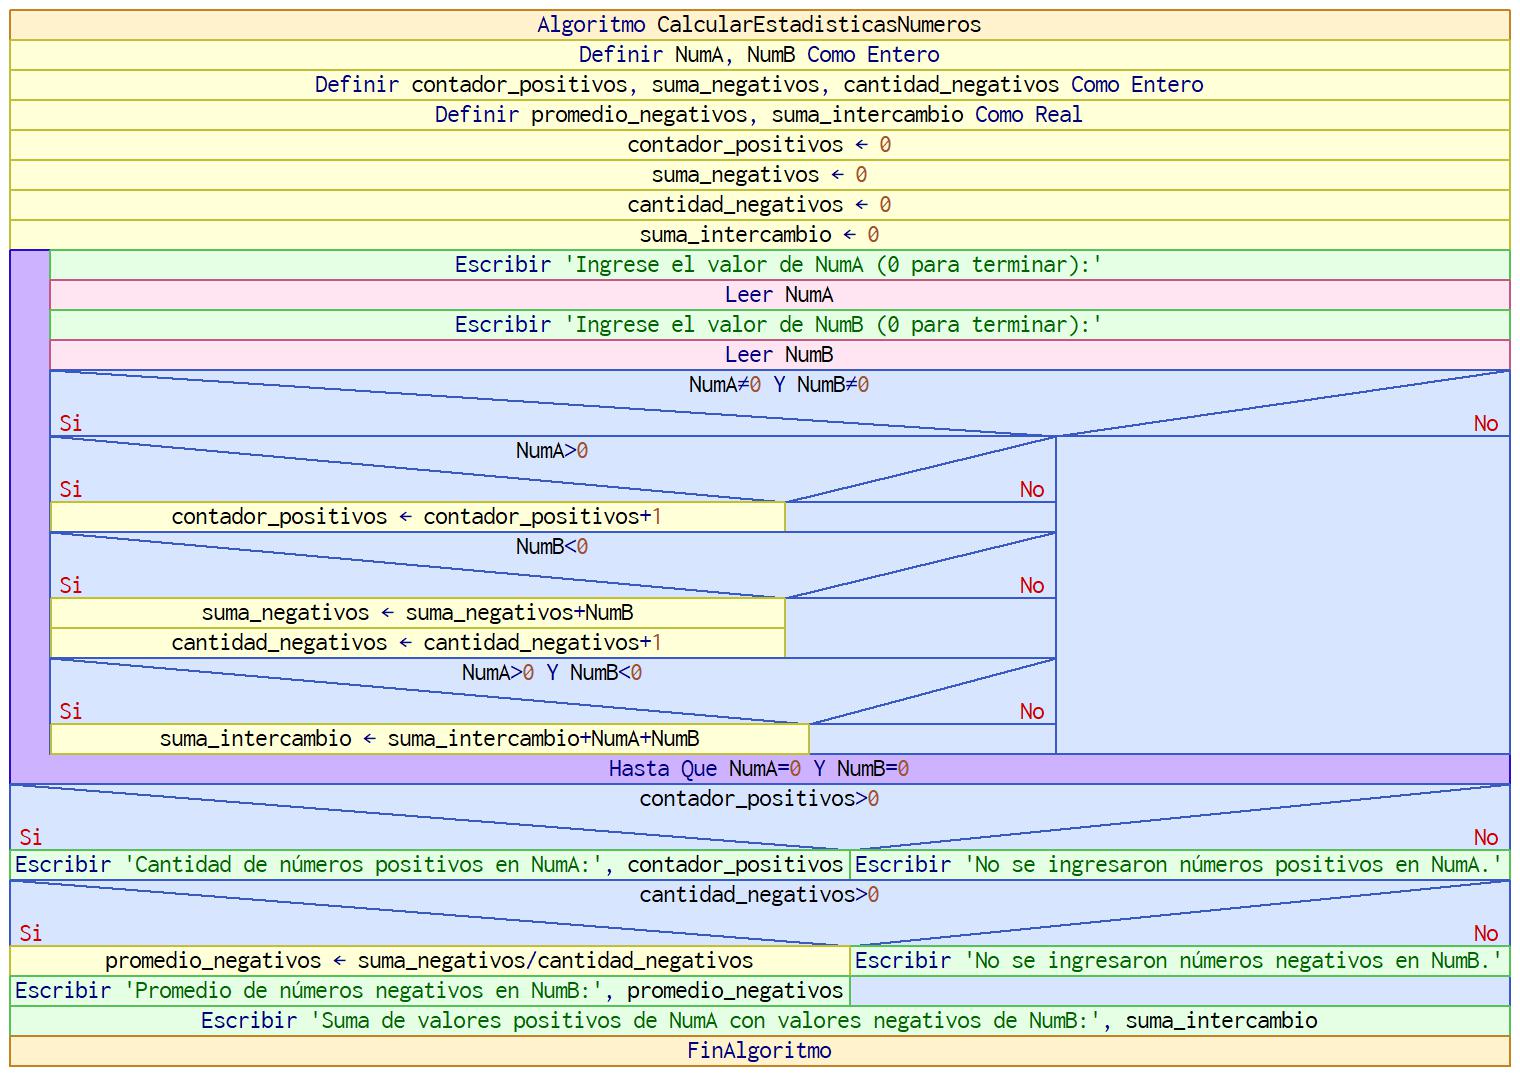 Algoritmo CalcularEstadisticasNumeros
Definir NumA, NumB Como Entero
Definir contador_positivos, suma_negativos, cantidad_negativos Como Entero
Definir promedio_negativos, suma_intercambio Como Real
contador_positivos ← 0
suma_negativos ← 0
cantidad_negativos ← 0
suma_intercambio ← 0
Escribir 'Ingrese el valor de NumA (0 para terminar):'
Leer NumA
Escribir 'Ingrese el valor de NumB (0 para terminar):'
Leer NumB
NumA≠0 Y NumB≠0
Si No
NumA>0
Si No
contador_positivos ← contador_positivos+1
NumB<0
Si No
suma_negativos ← suma_negativos+NumB
cantidad_negativos ← cantidad_negativos+1
NumA>0 Y NumB<0
Si No
suma_intercambio ← suma_intercambio+NumA+NumB
Hasta Que NumA=0 Y NumB=0
contador_positivos>0
Si No
Escribir 'Cantidad de números positivos en NumA:', contador_positivos Escribir 'No se ingresaron números positivos en NumA.'
cantidad_negativos>0
Si No
promedio_negativos ← suma_negativos/cantidad_negativos Escribir 'No se ingresaron números negativos en NumB.'
Escribir 'Promedio de números negativos en NumB:', promedio_negativos
Escribir 'Suma de valores positivos de NumA con valores negativos de NumB:', suma_intercambio
FinAlgoritmo